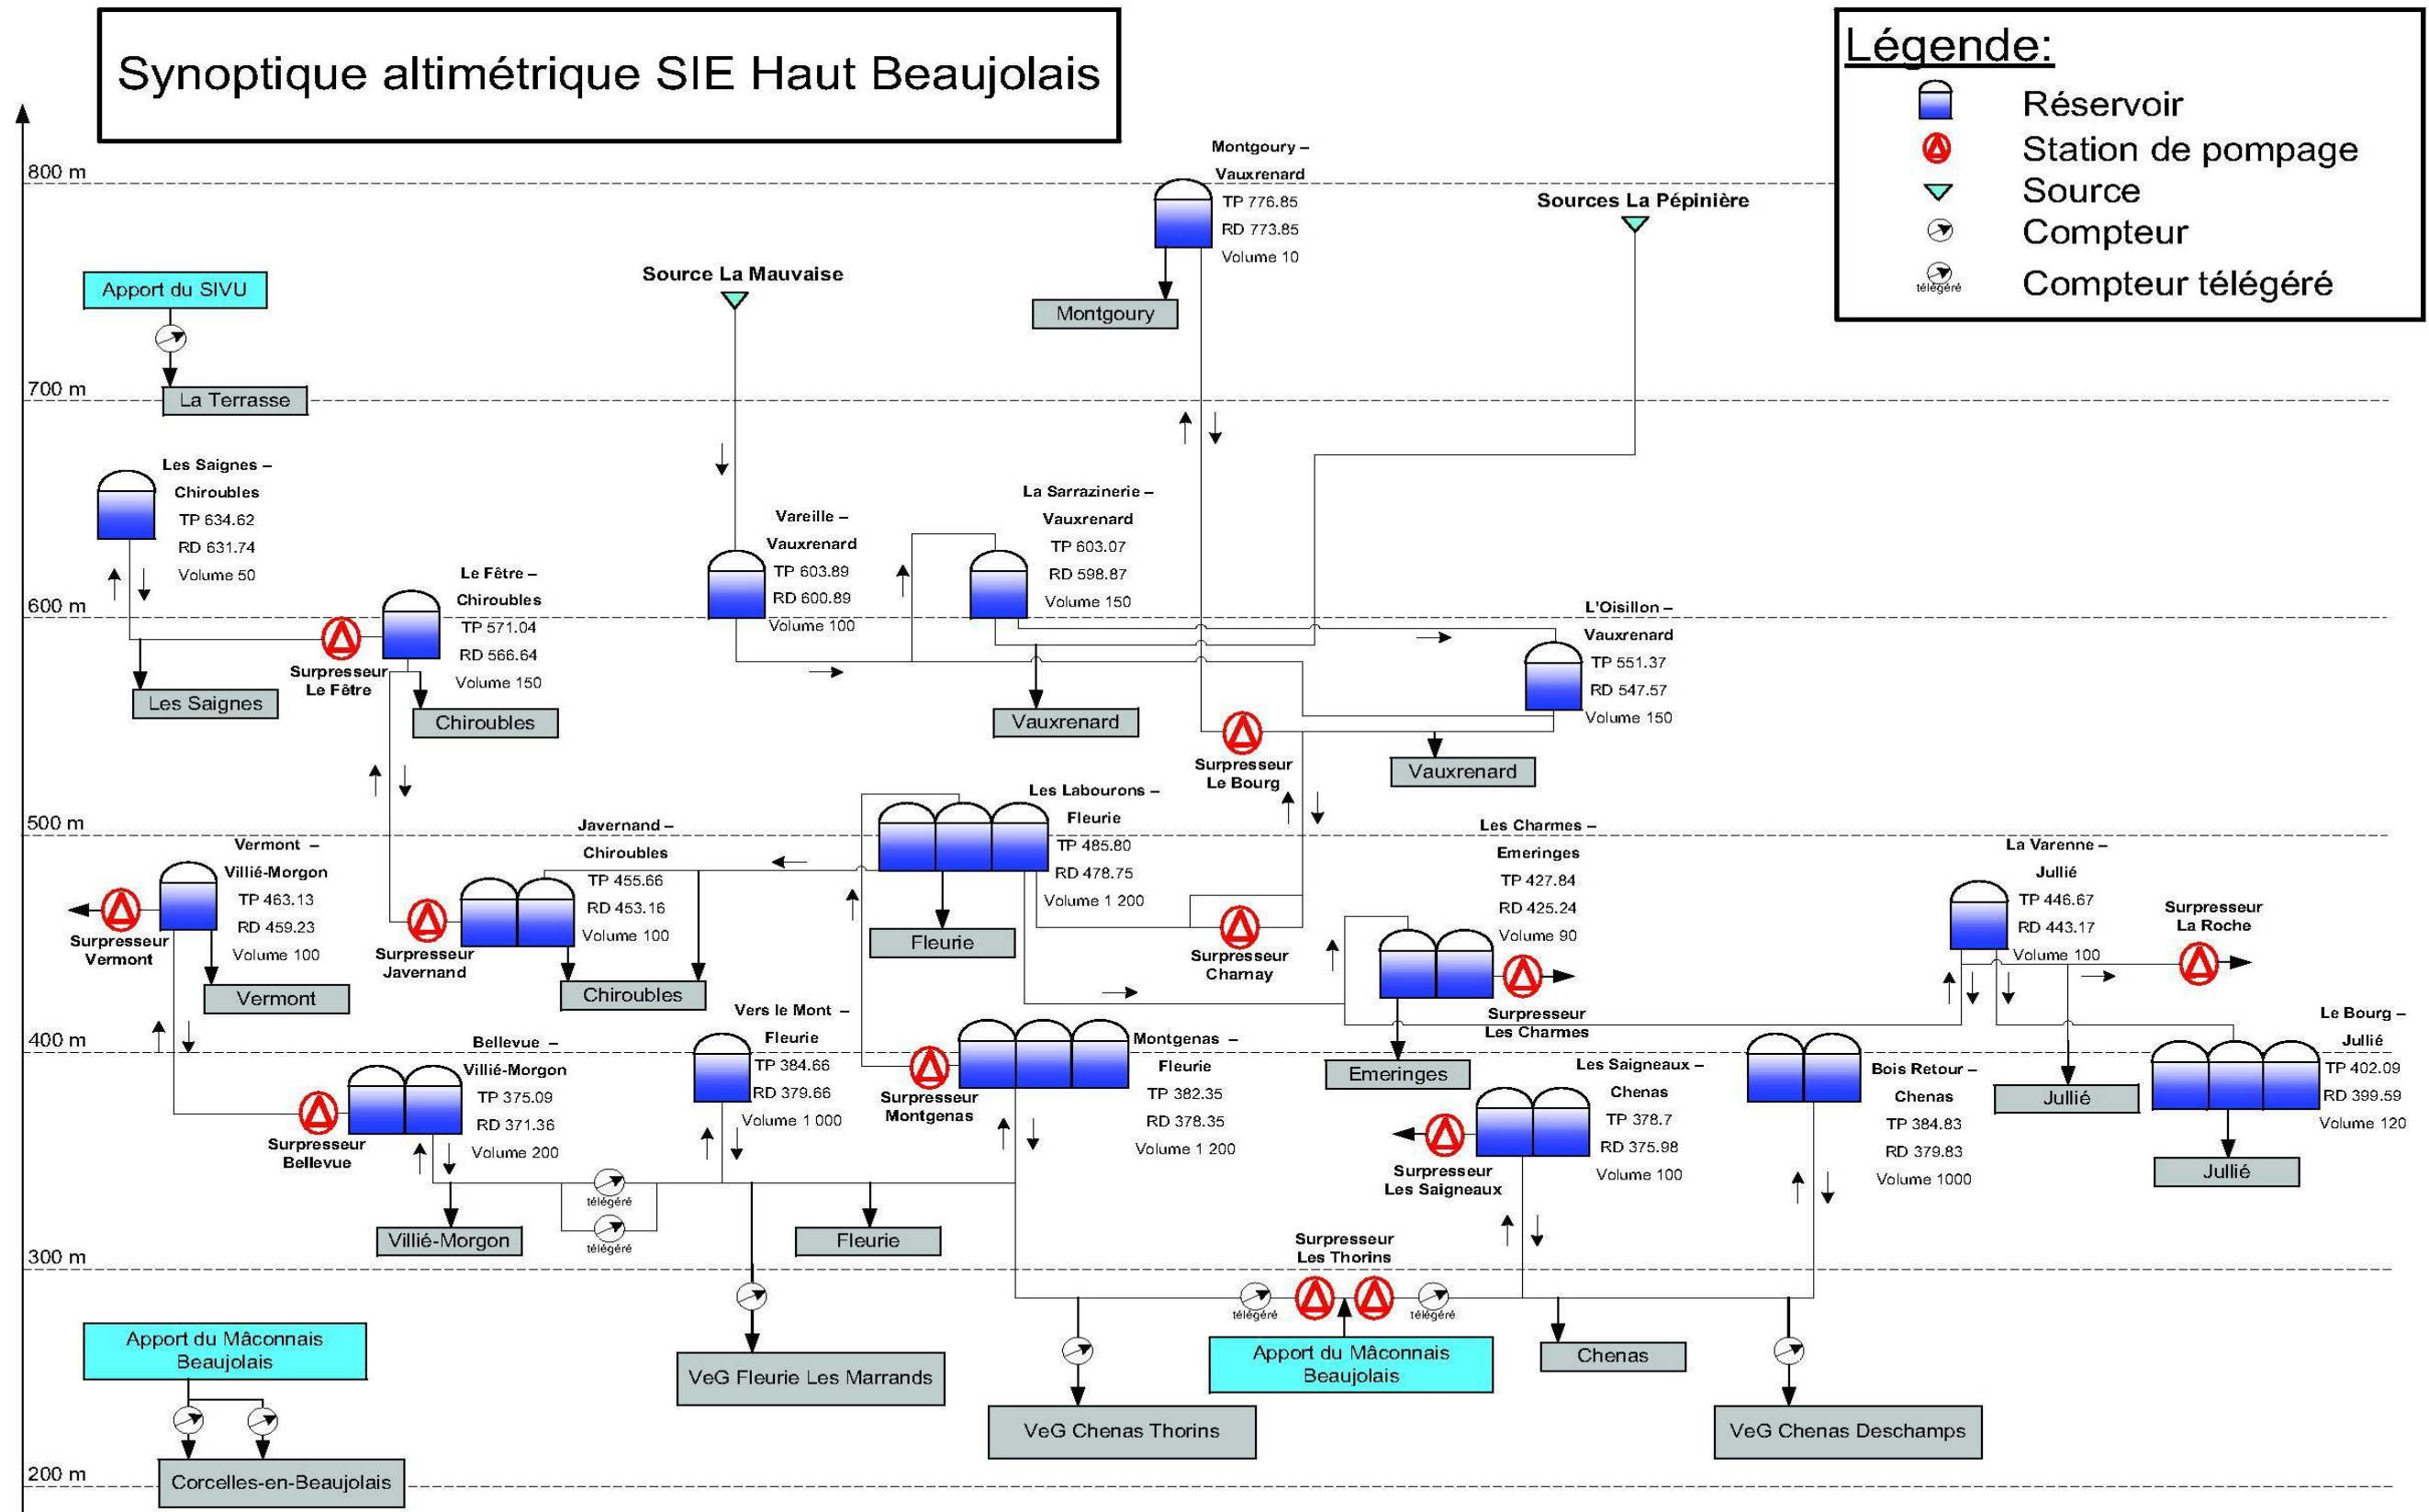 Synoptique altimétrique SIE Haut Beaujolais
Légende:
Réservoir
Station de pompage
Source
Compteur
télégéré
Compteur télégéré
800 m
Montgoury –
Vauxrenard
TP 776.85
RD 773.85
Volume 10
Sources La Pépinière
Apport du SIVU
Source La Mauvaise
Montgoury
700 m
La Terrasse
Les Saignes –
Chiroubles
TP 634.62
RD 631.74
Volume 50
Le Fêtre –
Chiroubles
TP 571.04
RD 566.64
Volume 150
Vareille –
Vauxrenard
TP 603.89
RD 600.89
Volume 100
La Sarrazinerie –
Vauxrenard
TP 603.07
RD 598.87
Volume 150
600 m
L'Oisillon –
Vauxrenard
TP 551.37
RD 547.57
Volume 150
Surpresseur
Le Fêtre
Les Saignes
Chiroubles
Vauxrenard
Surpresseur
Le Bourg
Vauxrenard
500 m
Les Labourons –
Fleurie
TP 485.80
RD 478.75
Volume 1 200
Javernand –
Chiroubles
TP 455.66
RD 453.16
Volume 100
Les Charmes –
Emeringes
TP 427.84
RD 425.24
Volume 90
Vermont –
Villié-Morgon
TP 463.13
RD 459.23
Volume 100
La Varenne –
Jullié
TP 446.67
RD 443.17
Volume 100
Surpresseur
La Roche
Surpresseur
Vermont
Surpresseur
Javernand
Fleurie
Surpresseur
Charnay
Vermont
Chiroubles
Surpresseur
Les Charmes
400 m
Vers le Mont –
Fleurie
TP 384.66
RD 379.66
Volume 1 000
Bellevue –
Villié-Morgon
TP 375.09
RD 371.36
Volume 200
Montgenas –
Fleurie
TP 382.35
RD 378.35
Volume 1 200
Le Bourg –
Jullié
TP 402.09
RD 399.59
Volume 120
Emeringes
Les Saigneaux –
Chenas
TP 378.7
RD 375.98
Volume 100
Bois Retour –
Chenas
TP 384.83
RD 379.83
Volume 1000
Jullié
Surpresseur
Montgenas
Surpresseur
Bellevue
Surpresseur
Les Saigneaux
Jullié
télégéré
télégéré
Villié-Morgon
Fleurie
300 m
Surpresseur
Les Thorins
télégéré
télégéré
Apport du Mâconnais
Beaujolais
Apport du Mâconnais
Beaujolais
Chenas
VeG Fleurie Les Marrands
VeG Chenas Thorins
VeG Chenas Deschamps
200 m
Corcelles-en-Beaujolais